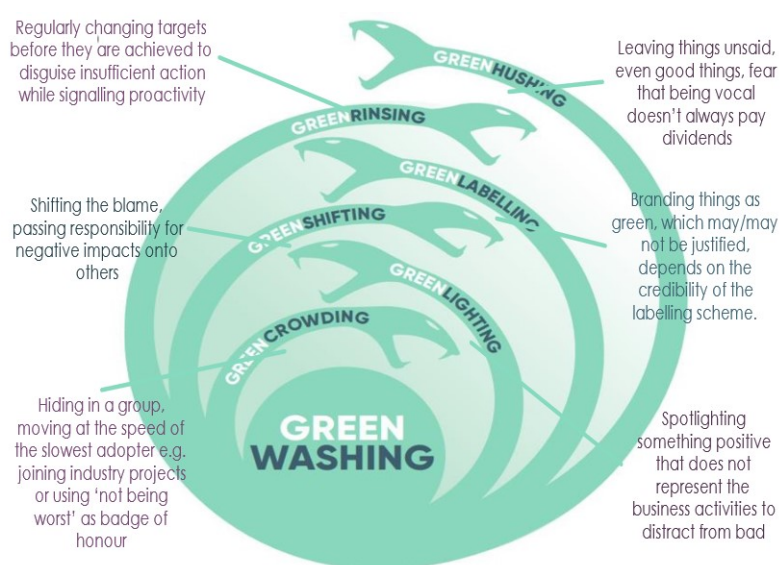 Regularly changing targets
before they are achieved to
disguise insufficient action
while signalling proactivity
GREENHUSHING
Leaving things unsaid,
even good things, fear
that being vocal
doesn't always pay
dividends
GREENRINSING
GREENLABELLING
Shifting the blame,
passing responsibility for
negative impacts onto
others
GREENSHIFTING
Branding things as
green, which may/may
not be justified,
depends on the
credibility of the
labelling scheme.
GREENLIGHTING
GREENCROWDING
Hiding in a group,
moving at the speed of
the slowest adopter e.g.
joining industry projects
or using 'not being
worst' as badge of
honour
GREEN
WASHING
Spotlighting
something positive
that does not
represent the
business activities to
distract from bad